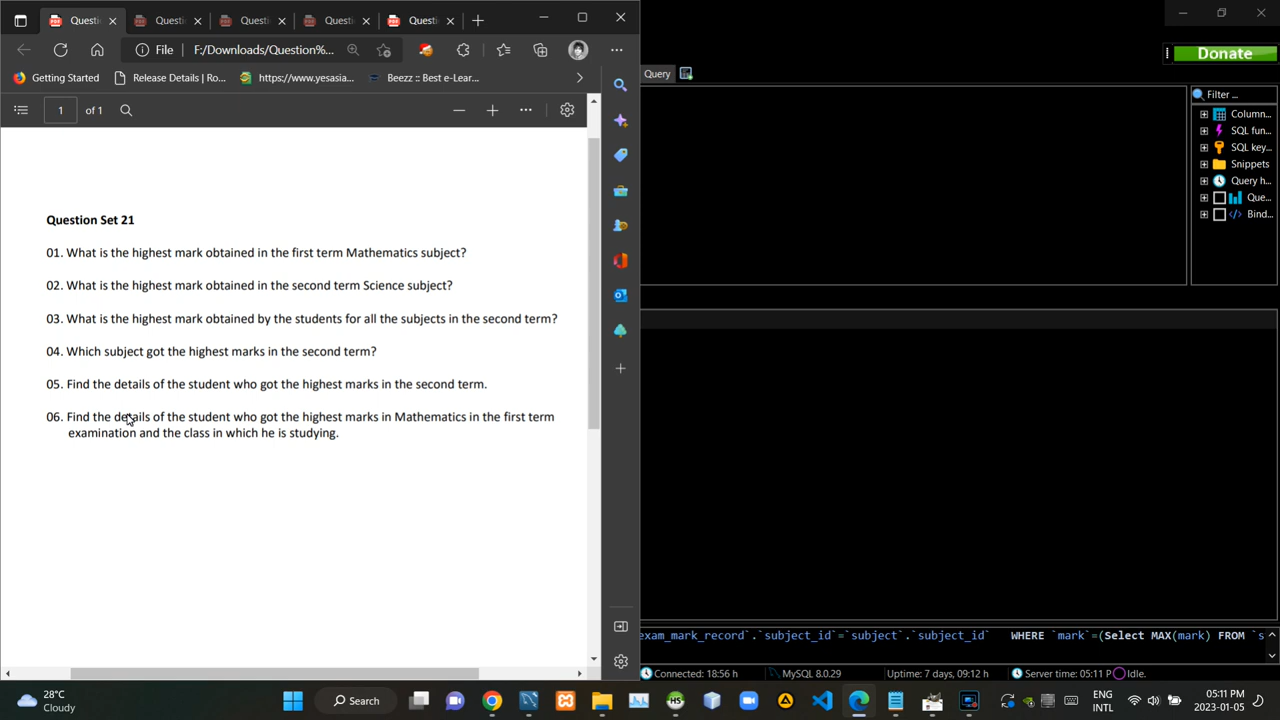 Questi
Questi
Questi
Questi
Questi
File
F:/Downloads/Question%...
Getting Started
Release Details | Ro...
https://www.yesasia...
Beezz :: Best e-Lear...
1
of 1
Question Set 21
01. What is the highest mark obtained in the first term Mathematics subject?
02. What is the highest mark obtained in the second term Science subject?
03. What is the highest mark obtained by the students for all the subjects in the second term?
04. Which subject got the highest marks in the second term?
05. Find the details of the student who got the highest marks in the second term.
06. Find the details of the student who got the highest marks in Mathematics in the first term
examination and the class in which he is studying.
Donate
Query
Filter ...
Column...
SQL fun...
SQL key...
Snippets
Query h...
Que...
Bind...
exam_mark_record`.`subject_id`=`subject`.`subject_id` WHERE `mark`=(Select MAX(mark) FROM `s
Connected: 18:56 h
MySQL 8.0.29
Uptime: 7 days, 09:12 h
Server time: 05:11 P
Idle.
28°C
Cloudy
Search
ENG
INTL
05:11 PM
2023-01-05